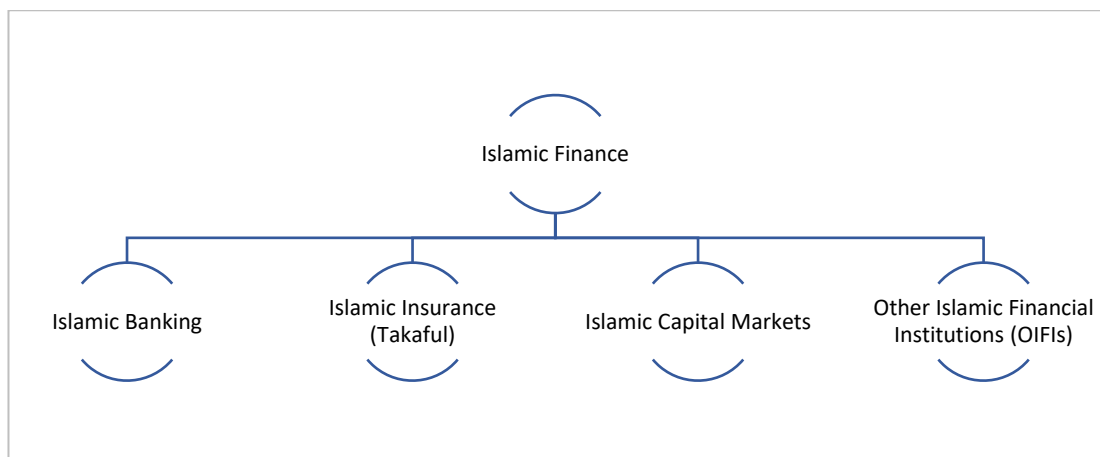 Islamic Finance
Islamic Banking
Islamic Insurance
(Takaful)
Islamic Capital Markets
Other Islamic Financial
Institutions (OIFIs)